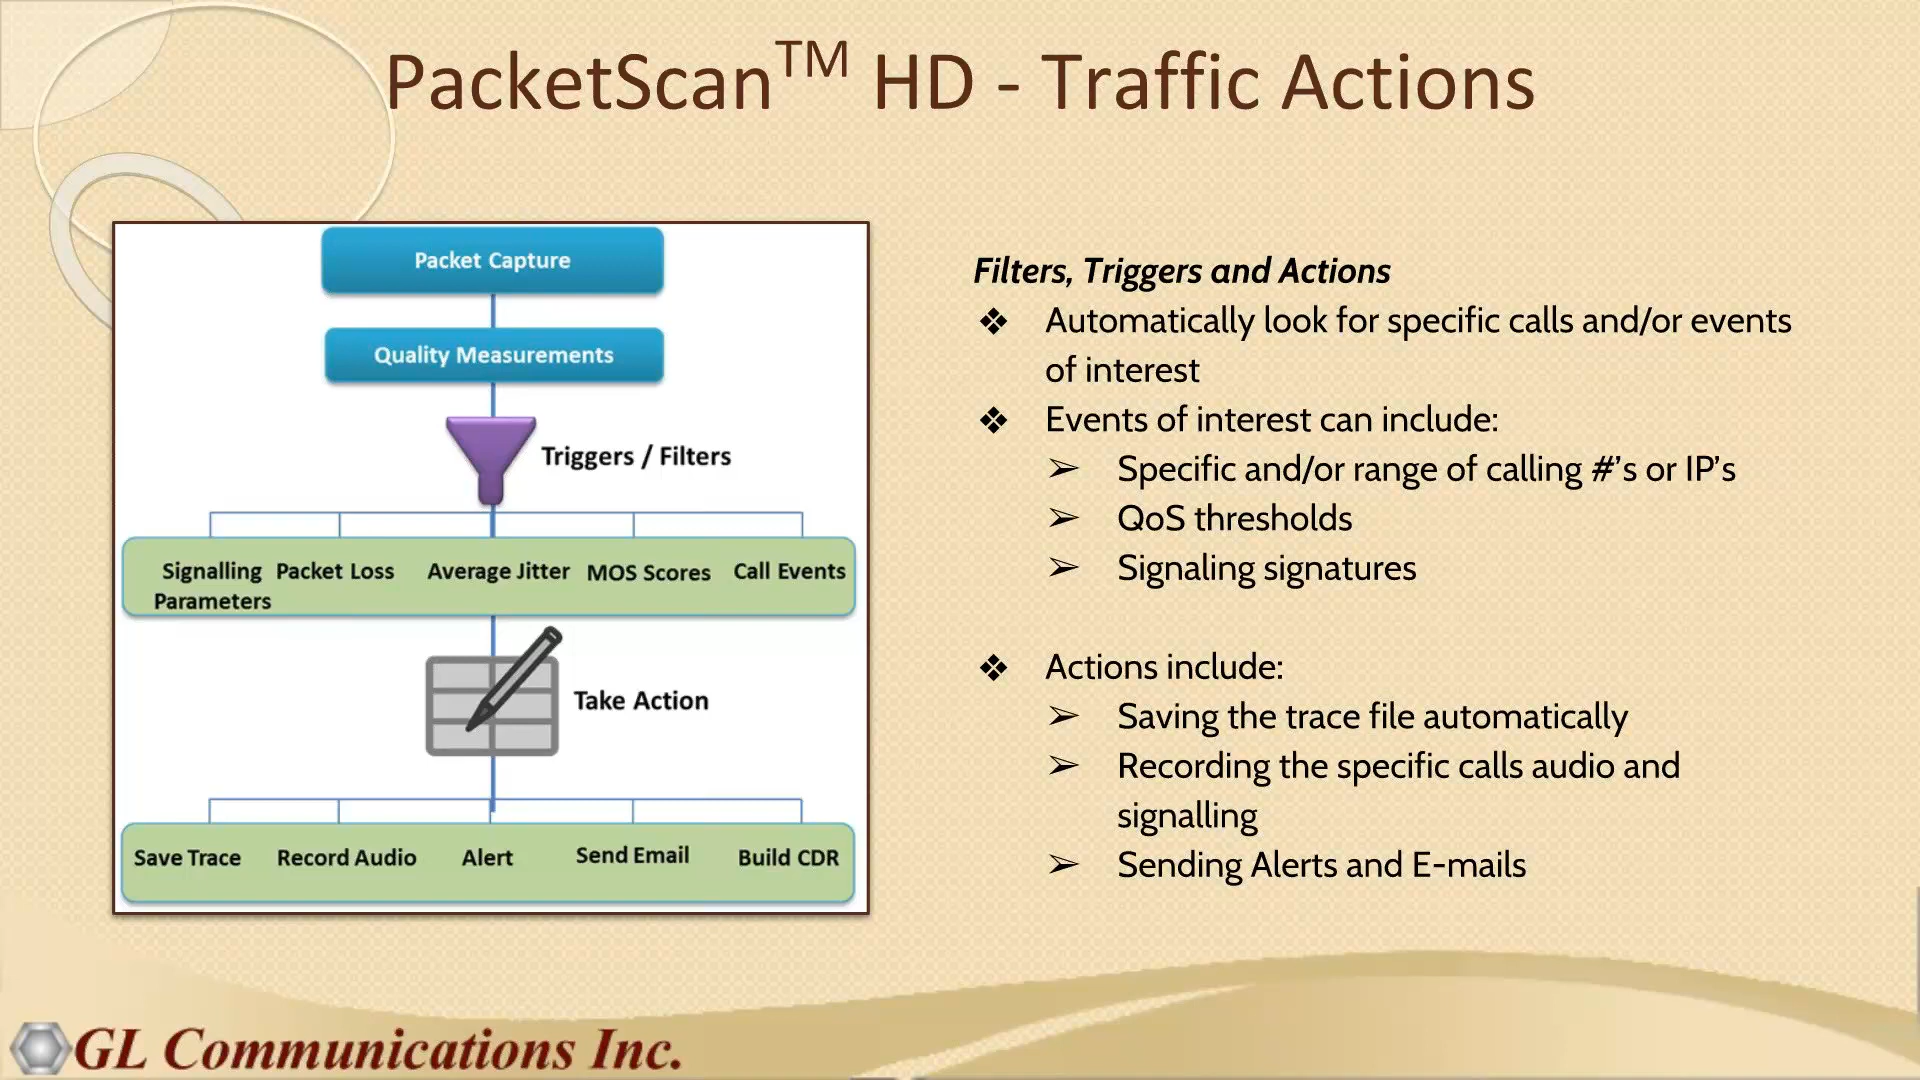 PacketScan™ HD - Traffic Actions
Packet Capture
Quality Measurements
Triggers / Filters
Signalling Parameters
Packet Loss
Average Jitter
MOS Scores
Call Events
Take Action
Save Trace
Record Audio
Alert
Send Email
Build CDR
Filters, Triggers and Actions
❖ Automatically look for specific calls and/or events
of interest
❖ Events of interest can include:
➢ Specific and/or range of calling #’s or IP’s
➢ QoS thresholds
➢ Signaling signatures
❖ Actions include:
➢ Saving the trace file automatically
➢ Recording the specific calls audio and
signalling
➢ Sending Alerts and E-mails
GL Communications Inc.